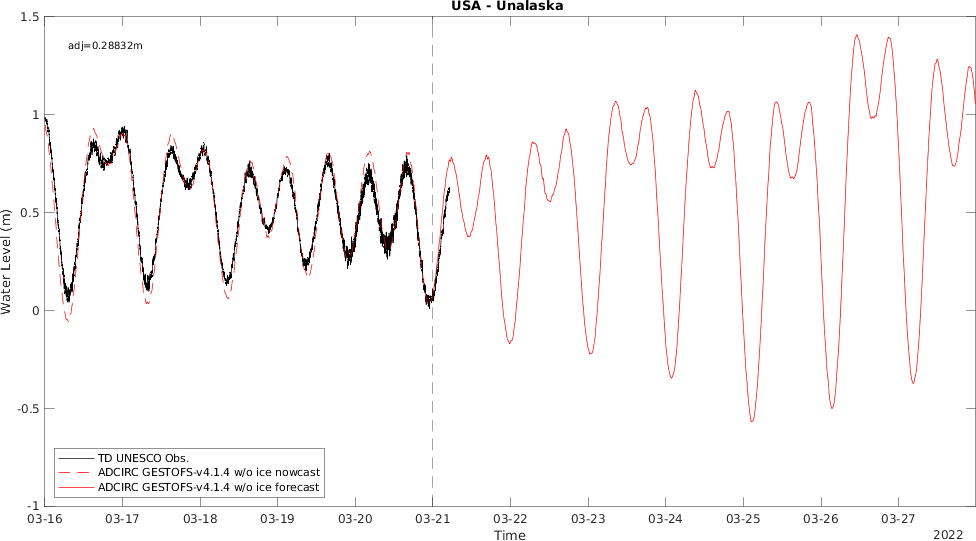 USA - Unalaska
adj=0.28832m
Water Level (m)
1.5
1
0.5
0
-0.5
-1
TD UNESCO Obs.
ADCIRC GESTOFS-v4.1.4 w/o ice nowcast
ADCIRC GESTOFS-v4.1.4 w/o ice forecast
03-16 03-17 03-18 03-19 03-20 03-21 03-22 03-23 03-24 03-25 03-26 03-27
Time
2022